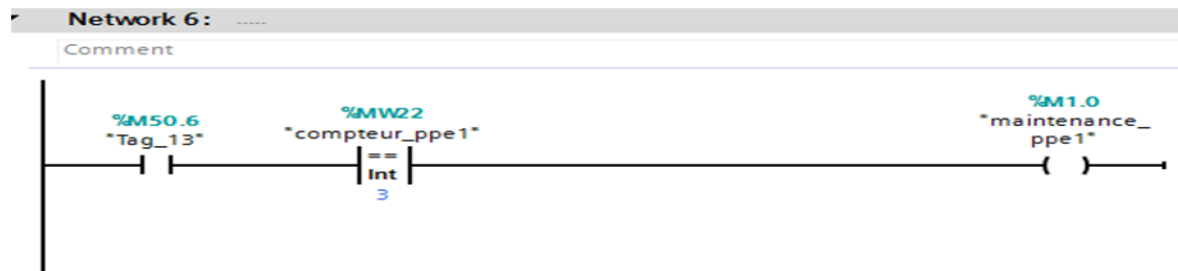 Network 6: .....
Comment
%M50.6
"Tag_13"
%MW22
"compteur_ppe1"
==
Int
3
%M1.0
"maintenance_
ppe1"